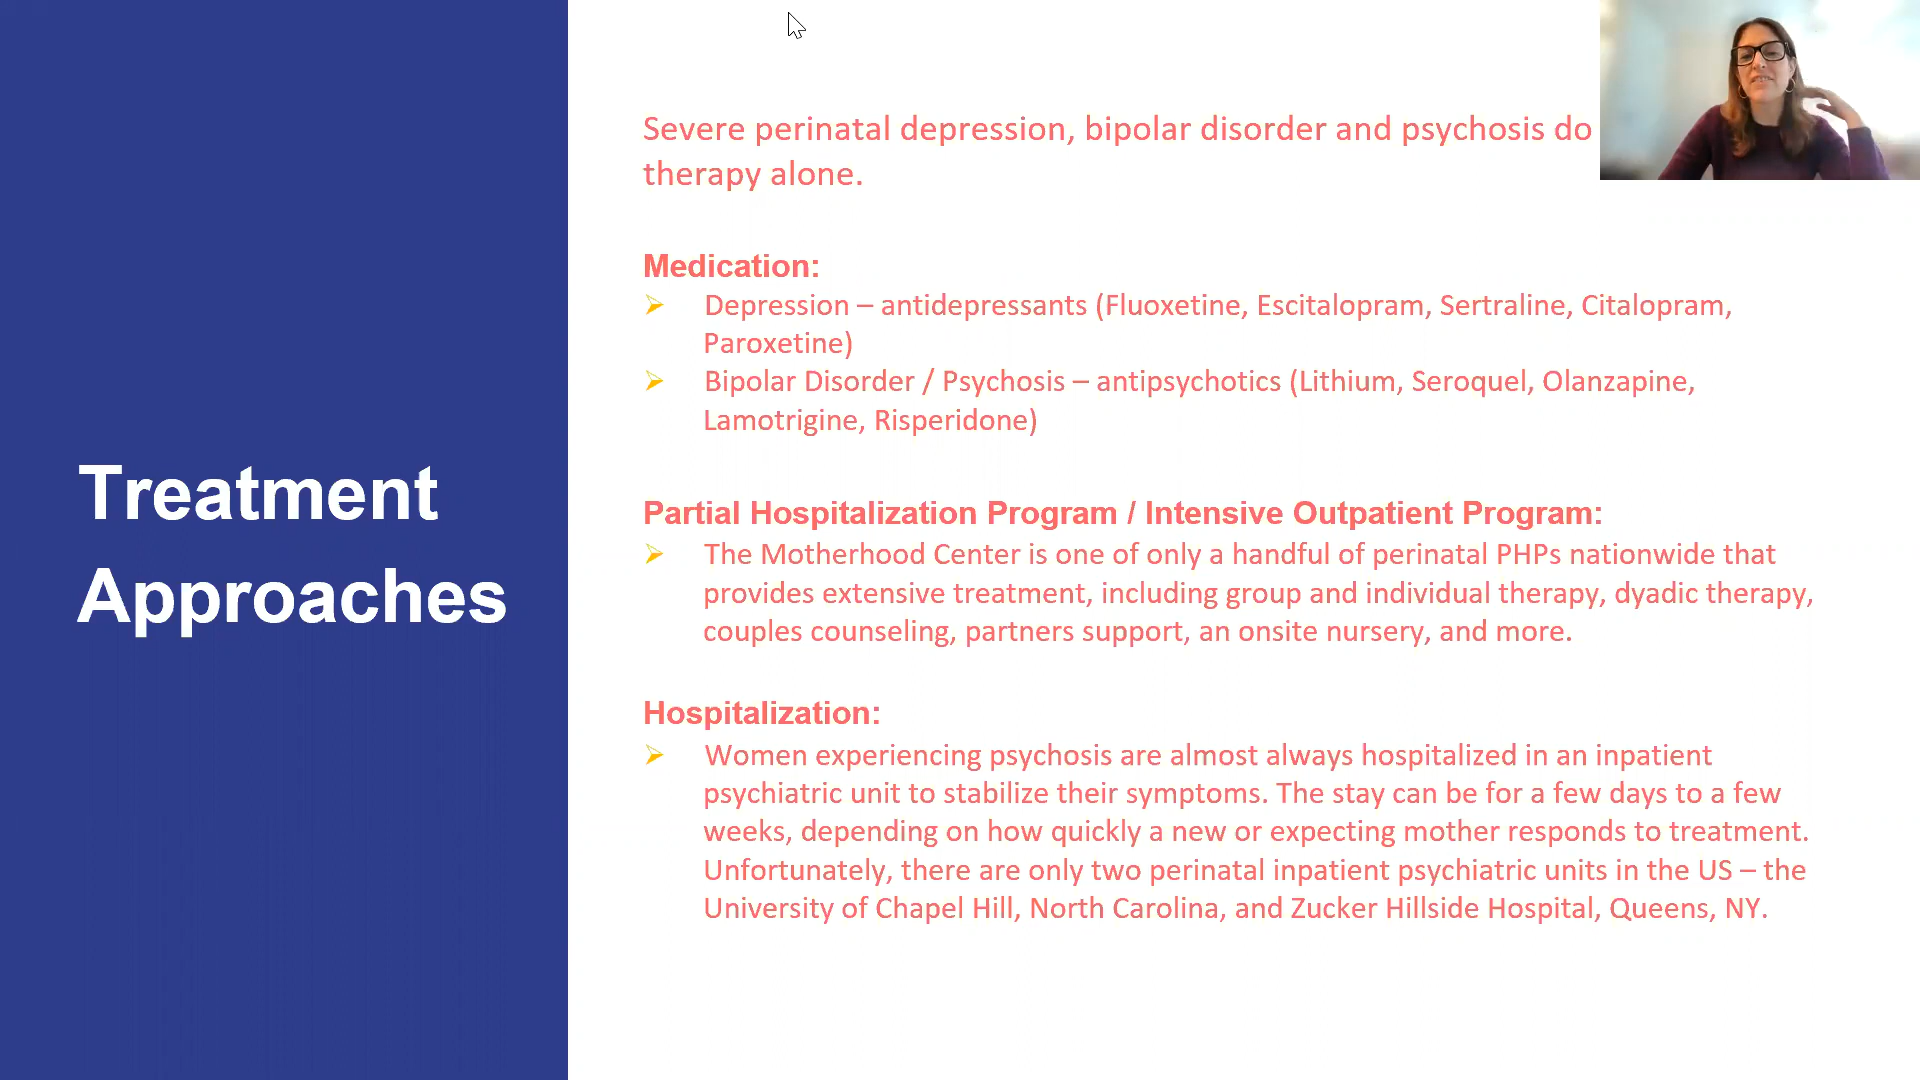 Treatment
Approaches
Severe perinatal depression, bipolar disorder and psychosis do
therapy alone.
Medication:
➢ Depression – antidepressants (Fluoxetine, Escitalopram, Sertraline, Citalopram,
Paroxetine)
➢ Bipolar Disorder / Psychosis – antipsychotics (Lithium, Seroquel, Olanzapine,
Lamotrigine, Risperidone)
Partial Hospitalization Program / Intensive Outpatient Program:
➢ The Motherhood Center is one of only a handful of perinatal PHPs nationwide that
provides extensive treatment, including group and individual therapy, dyadic therapy,
couples counseling, partners support, an onsite nursery, and more.
Hospitalization:
➢ Women experiencing psychosis are almost always hospitalized in an inpatient
psychiatric unit to stabilize their symptoms. The stay can be for a few days to a few
weeks, depending on how quickly a new or expecting mother responds to treatment.
Unfortunately, there are only two perinatal inpatient psychiatric units in the US – the
University of Chapel Hill, North Carolina, and Zucker Hillside Hospital, Queens, NY.